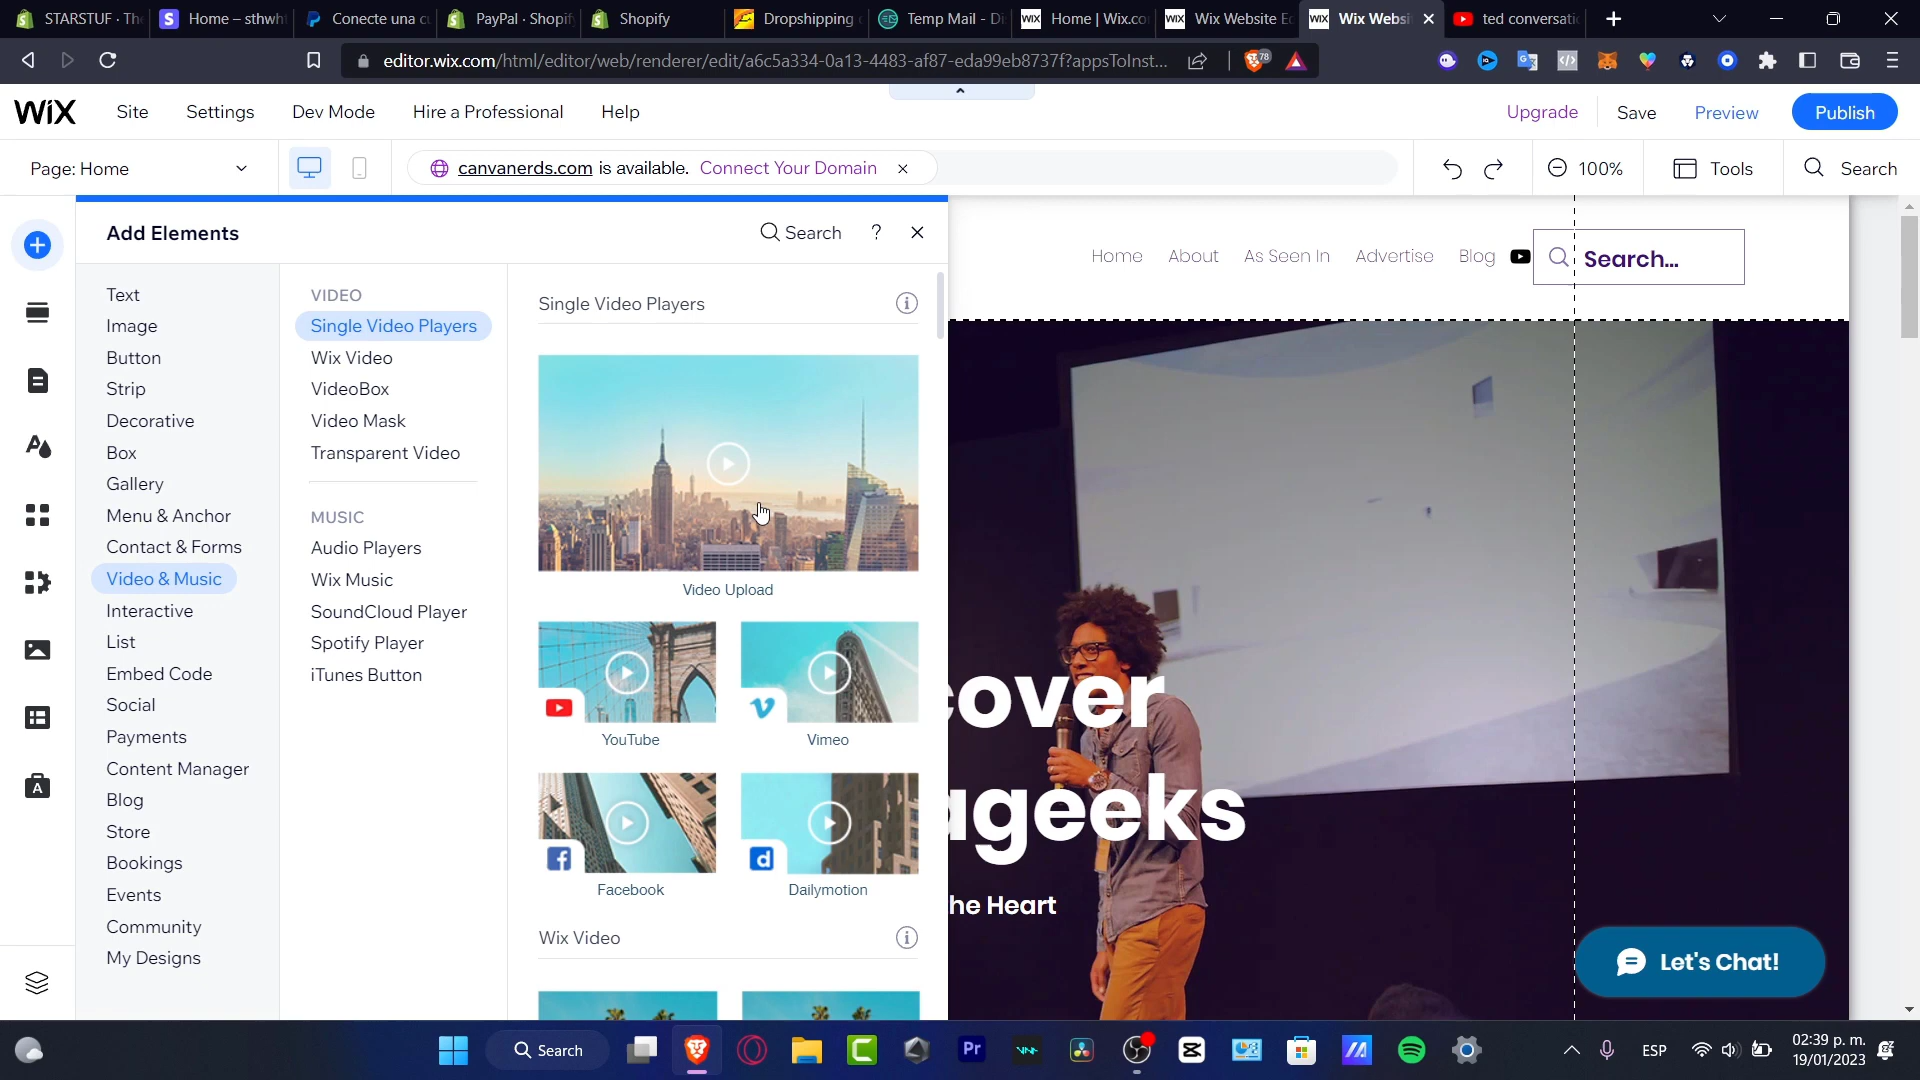 STARSTUF · The
Home – sthwhi
Conecte una cu
PayPal · Shopify
Shopify
Dropshipping
Temp Mail - Di
Home | Wix.co
Wix Website E
Wix Websi
ted conversati
editor.wix.com/html/editor/web/renderer/edit/a6c5a334-0a13-4483-af87-eda99eb8737f?appsToInst...
78
WiX
Site
Settings
Dev Mode
Hire a Professional
Help
Upgrade
Save
Preview
Publish
Page: Home
canvanerds.com is available. Connect Your Domain
100%
Tools
Search
Add Elements
Search
?
Text
Image
Button
Strip
Decorative
Box
Gallery
Menu & Anchor
Contact & Forms
Video & Music
Interactive
List
Embed Code
Social
Payments
Content Manager
Blog
Store
Bookings
Events
Community
My Designs
VIDEO
Single Video Players
Wix Video
VideoBox
Video Mask
Transparent Video
MUSIC
Audio Players
Wix Music
SoundCloud Player
Spotify Player
iTunes Button
Single Video Players
Video Upload
YouTube
Vimeo
Facebook
Dailymotion
Wix Video
Home
About
As Seen In
Advertise
Blog
Search...
cover
ageeks
he Heart
Let's Chat!
Search
Pr
ESP
02:39 p. m.
19/01/2023